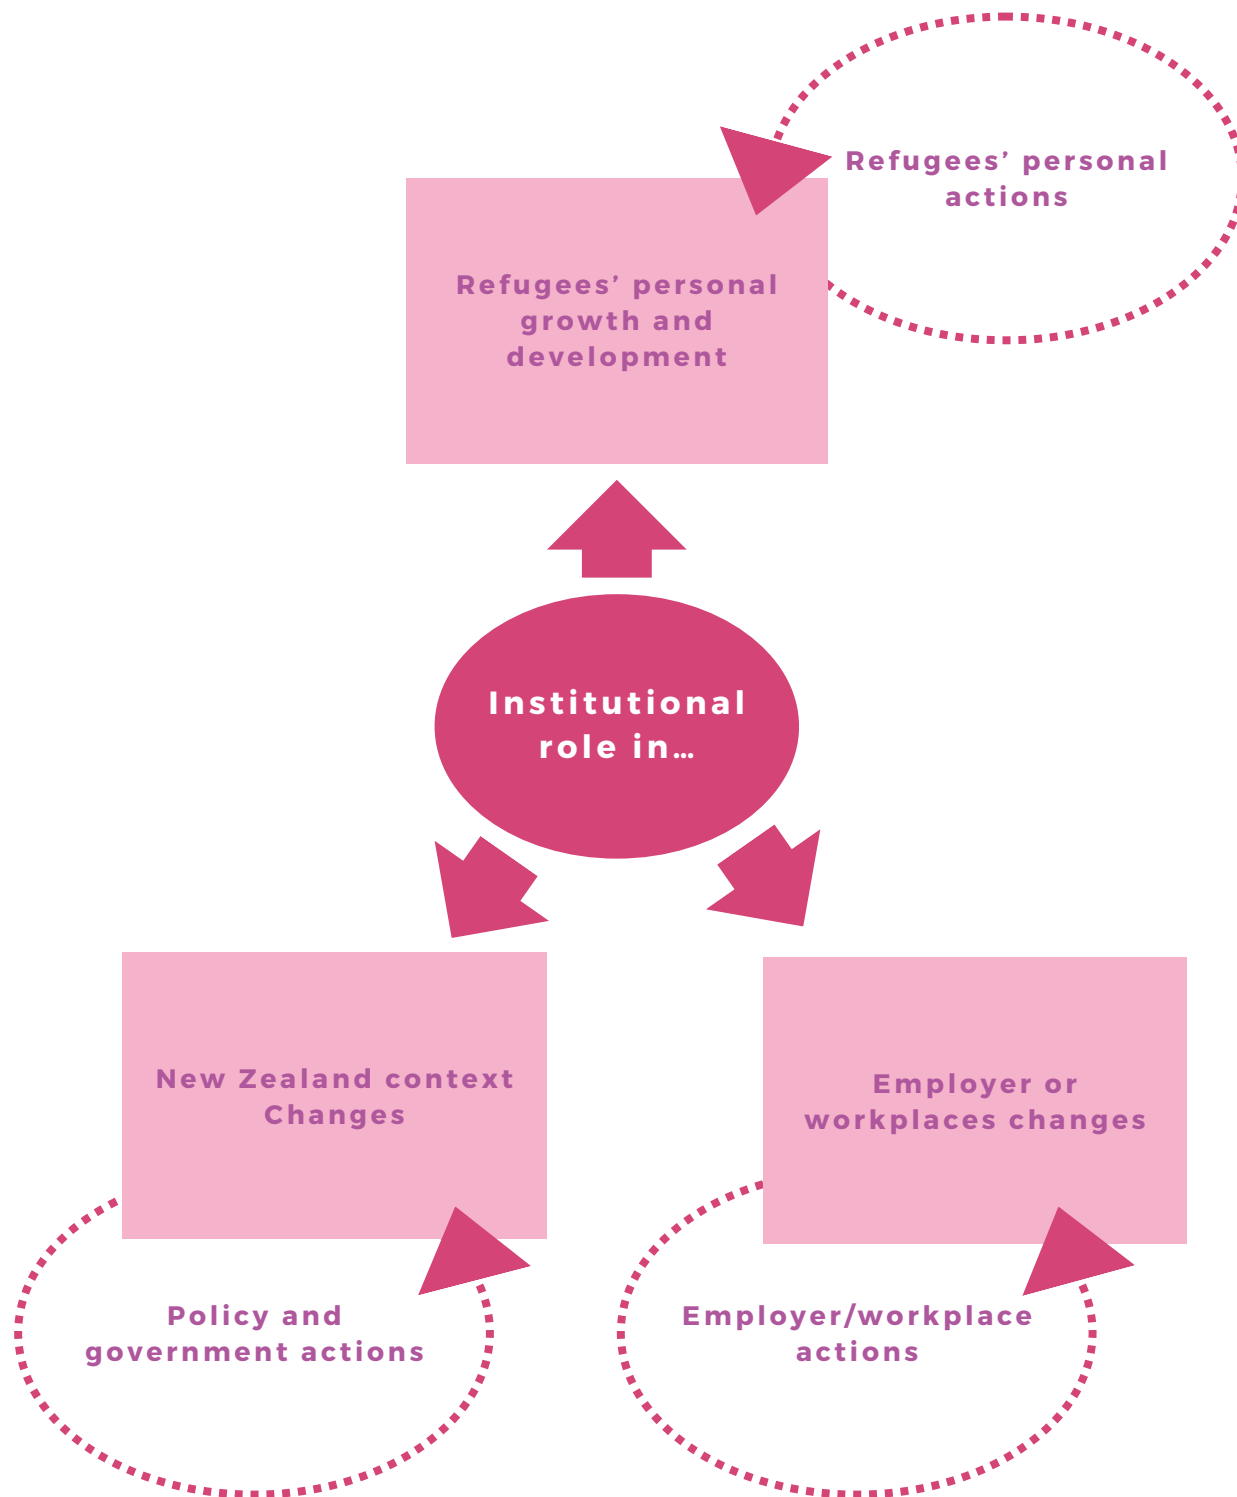 Refugees’ personal
actions
Refugees’ personal
growth and
development
Institutional
role in…
New Zealand context
Changes
Employer or
workplaces changes
Policy and
government actions
Employer/workplace
actions